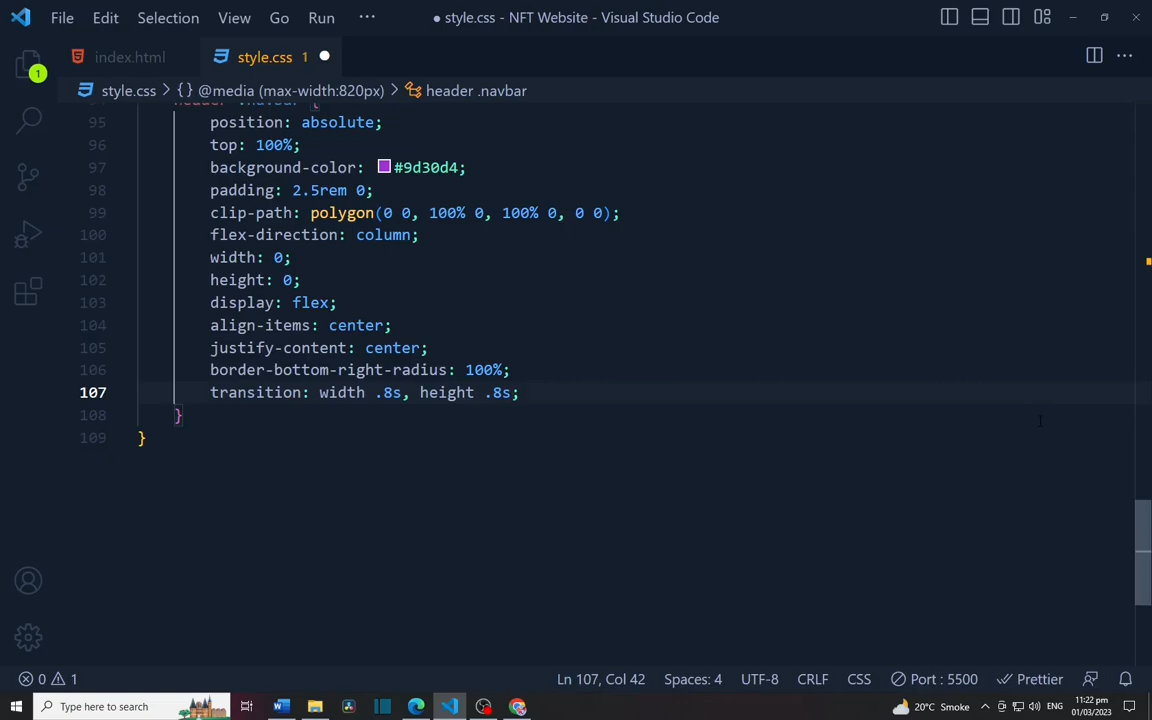 File Edit Selection View Go Run ··· ● style.css - NFT Website - Visual Studio Code
index.html style.css 1
style.css > {} @media (max-width:820px) > header .navbar
header .navbar {
95 position: absolute;
96 top: 100%;
97 background-color: #9d30d4;
98 padding: 2.5rem 0;
99 clip-path: polygon(0 0, 100% 0, 100% 0, 0 0);
100 flex-direction: column;
101 width: 0;
102 height: 0;
103 display: flex;
104 align-items: center;
105 justify-content: center;
106 border-bottom-right-radius: 100%;
107 transition: width .8s, height .8s;
108 }
109 }
1
0 1 Ln 107, Col 42 Spaces: 4 UTF-8 CRLF CSS Port : 5500 Prettier
Type here to search 20°C Smoke ENG 11:22 pm
01/03/2023